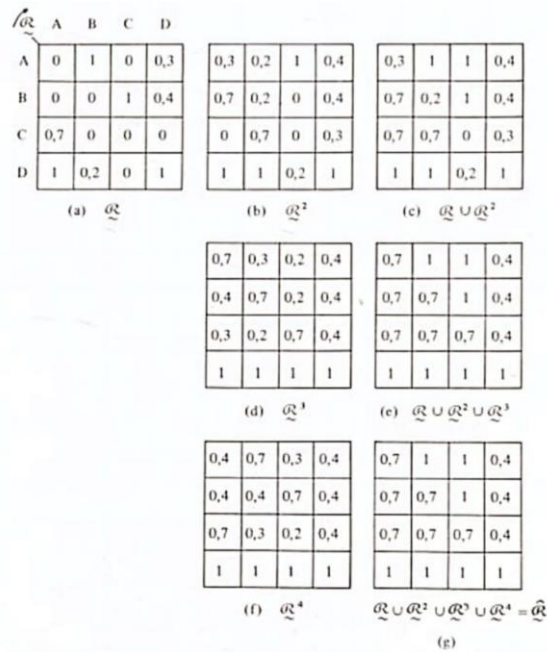 ℛ A B C D
A 0 1 0 0,3 0,3 0,2 1 0,4 0,3 1 1 0,4
B 0 0 1 0,4 0,7 0,2 0 0,4 0,7 0,2 1 0,4
C 0,7 0 0 0 0 0,7 0 0,3 0,7 0,7 0 0,3
D 1 0,2 0 1 1 1 0,2 1 1 1 0,2 1
(a) ℛ (b) ℛ² (c) ℛ ∪ ℛ²
0,7 0,3 0,2 0,4 0,7 1 1 0,4
0,4 0,7 0,2 0,4 0,7 0,7 1 0,4
0,3 0,2 0,7 0,4 0,7 0,7 0,7 0,4
1 1 1 1 1 1 1 1
(d) ℛ³ (e) ℛ ∪ ℛ² ∪ ℛ³
0,4 0,7 0,3 0,4 0,7 1 1 0,4
0,4 0,4 0,7 0,4 0,7 0,7 1 0,4
0,7 0,3 0,2 0,4 0,7 0,7 0,7 0,4
1 1 1 1 1 1 1 1
(f) ℛ⁴ ℛ ∪ ℛ² ∪ ℛ³ ∪ ℛ⁴ = ℛ̂
(g)